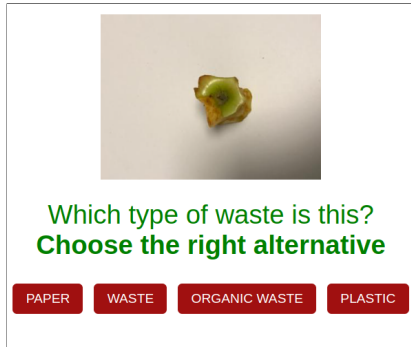 Which type of waste is this?
Choose the right alternative
PAPER WASTE ORGANIC WASTE PLASTIC